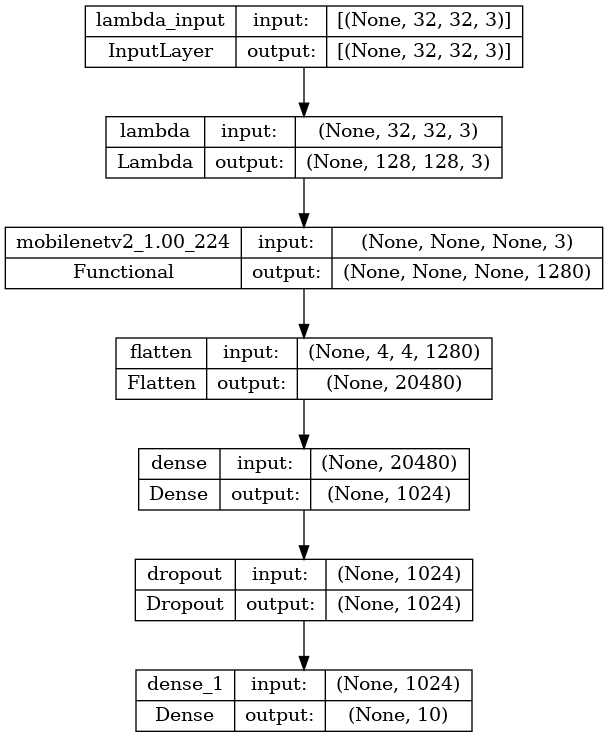 lambda_input input: [(None, 32, 32, 3)]
InputLayer output: [(None, 32, 32, 3)]
lambda input: (None, 32, 32, 3)
Lambda output: (None, 128, 128, 3)
mobilenetv2_1.00_224 input: (None, None, None, 3)
Functional output: (None, None, None, 1280)
flatten input: (None, 4, 4, 1280)
Flatten output: (None, 20480)
dense input: (None, 20480)
Dense output: (None, 1024)
dropout input: (None, 1024)
Dropout output: (None, 1024)
dense_1 input: (None, 1024)
Dense output: (None, 10)